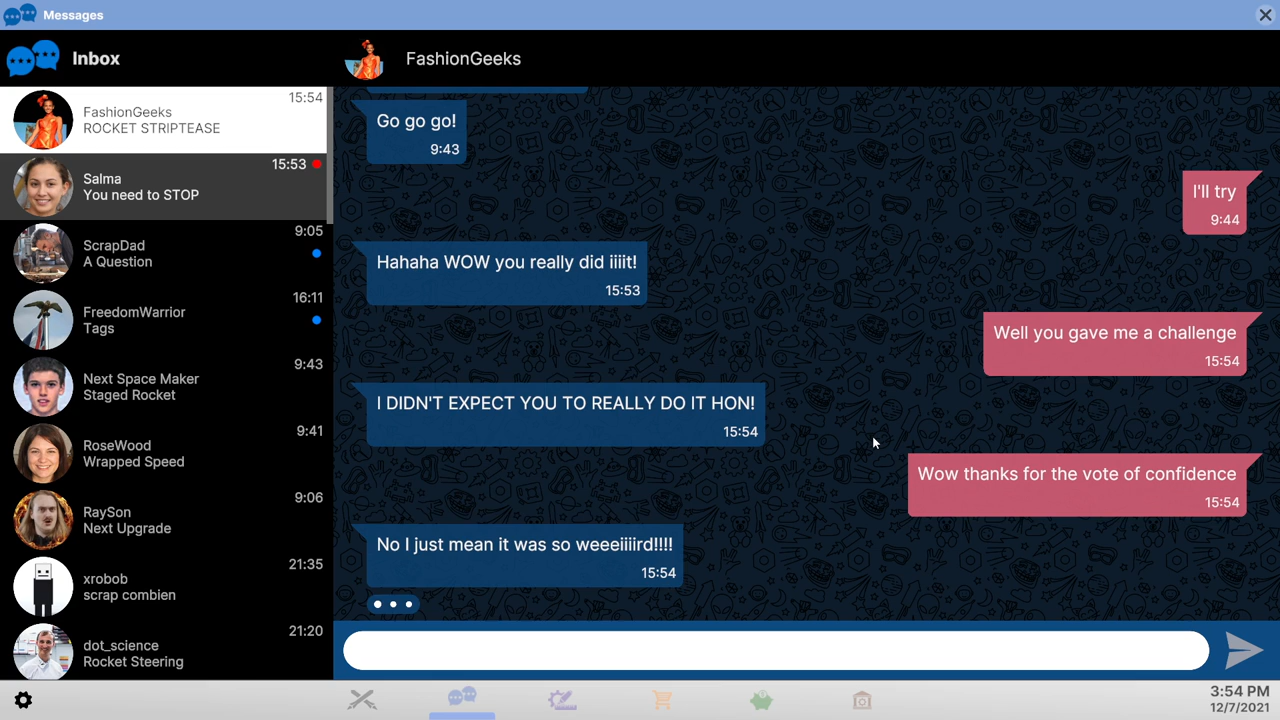 Messages
Inbox
FashionGeeks
15:54
FashionGeeks
ROCKET STRIPTEASE
15:53
Salma
You need to STOP
9:05
ScrapDad
A Question
16:11
FreedomWarrior
Tags
9:43
Next Space Maker
Staged Rocket
9:41
RoseWood
Wrapped Speed
9:06
RaySon
Next Upgrade
21:35
xrobob
scrap combien
21:20
dot_science
Rocket Steering
Go go go!
9:43
I'll try
9:44
Hahaha WOW you really did iiiit!
15:53
Well you gave me a challenge
15:54
I DIDN'T EXPECT YOU TO REALLY DO IT HON!
15:54
Wow thanks for the vote of confidence
15:54
No I just mean it was so weeeiiiird!!!!
15:54
3:54 PM
12/7/2021